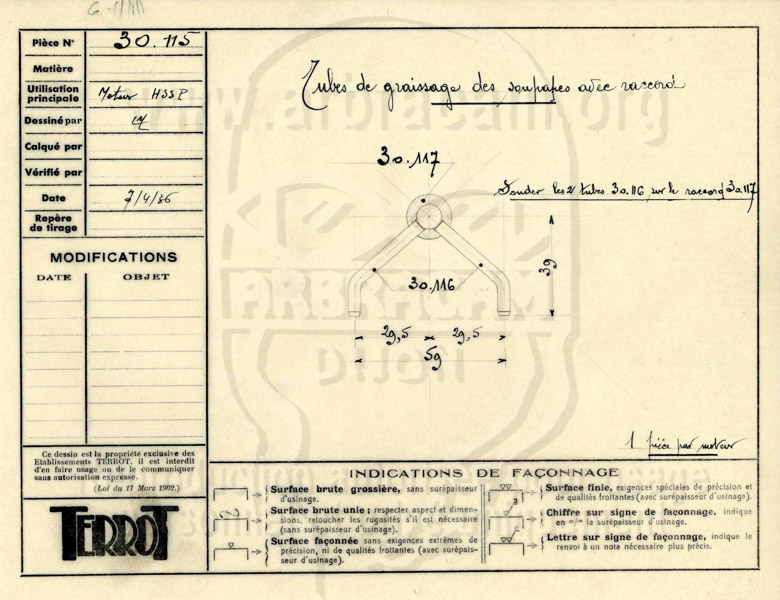 Pièce N° 30.115
Matière
Utilisation principale Moteur HSSP
Dessiné par
Calqué par
Vérifié par
Date 7/4/36
Repère de tirage
MODIFICATIONS
DATE OBJET
Ce dessin est la propriété exclusive des
Etablissements TERROT, il est interdit
d'en faire usage ou de le communiquer
sans autorisation expresse.
(Loi du 11 Mars 1902.)
TERROT
Tubes de graissage des soupapes avec raccord
30.117
Souder les 2 tubes 30.116 sur le raccord 30.117
30.116
39
29,5 29,5
59
1 pièce par moteur
INDICATIONS DE FAÇONNAGE
Surface brute grossière, sans surépaisseur
d'usinage.
Surface brute unie; respecter aspect et dimen-
sions, retoucher les rugosités s'il est nécessaire
(sans surépaisseur d'usinage).
Surface façonnée sans exigences extrêmes de
précision, ni de qualités frottantes (avec surépais-
seur d'usinage).
Surface finie, exigences spéciales de précision et
de qualités frottantes (avec surépaisseur d'usinage).
3
Chiffre sur signe de façonnage, indique
en m/m la surépaisseur d'usinage.
Lettre sur signe de façonnage, indique le
renvoi à un nota nécessaire plus précis.
www.arbracam.org
ARBRACAM
DIJON